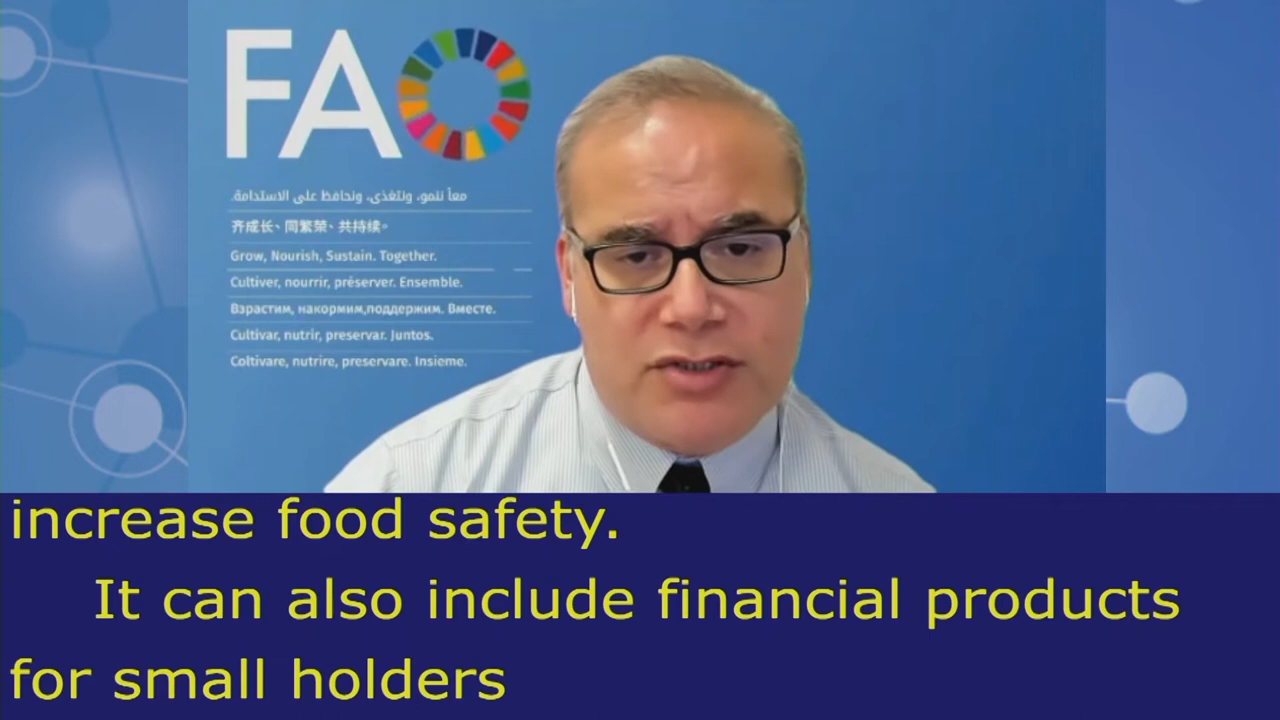 FAO
معاً ننمو، ونتغذى، ونحافظ على الاستدامة.
齐成长、同繁荣、共持续。
Grow, Nourish, Sustain. Together.
Cultiver, nourrir, préserver. Ensemble.
Взрастим, накормим,поддержим. Вместе.
Cultivar, nutrir, preservar. Juntos.
Coltivare, nutrire, preservare. Insieme.
increase food safety.
It can also include financial products
for small holders